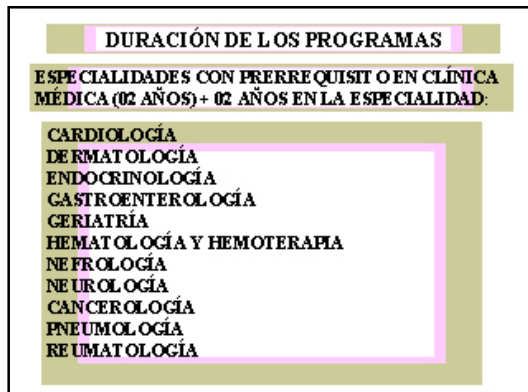 DURACIÓN DE LOS PROGRAMAS
ESPECIALIDADES CON PRERREQUISITO EN CLÍNICA
MÉDICA (02 AÑOS) + 02 AÑOS EN LA ESPECIALIDAD:
CARDIOLOGÍA
DERMATOLOGÍA
ENDOCRINOLOGÍA
GASTROENTEROLOGÍA
GERIATRÍA
HEMATOLOGÍA Y HEMOTERAPIA
NEFROLOGÍA
NEUROLOGÍA
CANCEROLOGÍA
PNEUMOLOGÍA
REUMATOLOGÍA